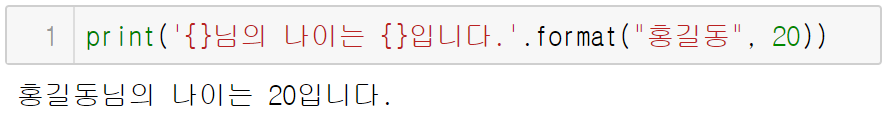 1 print('{}님의 나이는 {}입니다.'.format("홍길동", 20))
홍길동님의 나이는 20입니다.